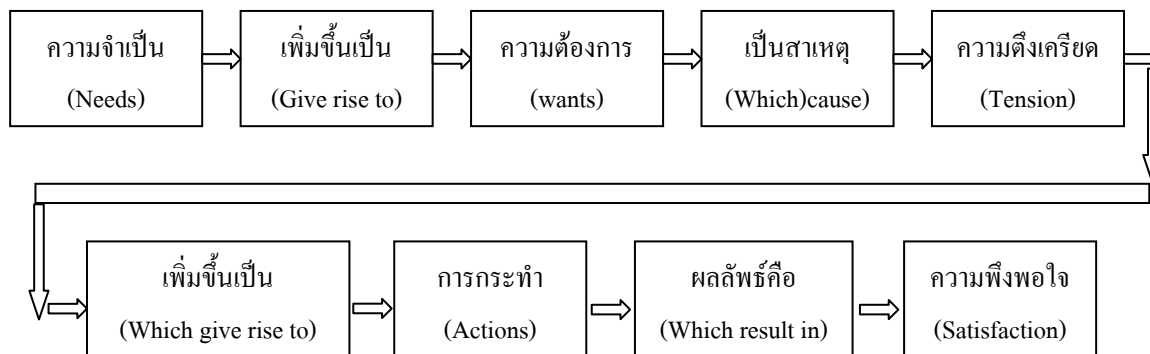 ความจำเป็น
(Needs)
เพิ่มขึ้นเป็น
(Give rise to)
ความต้องการ
(wants)
เป็นสาเหตุ
(Which)cause)
ความตึงเครียด
(Tension)
เพิ่มขึ้นเป็น
(Which give rise to)
การกระทำ
(Actions)
ผลลัพธ์คือ
(Which result in)
ความพึงพอใจ
(Satisfaction)